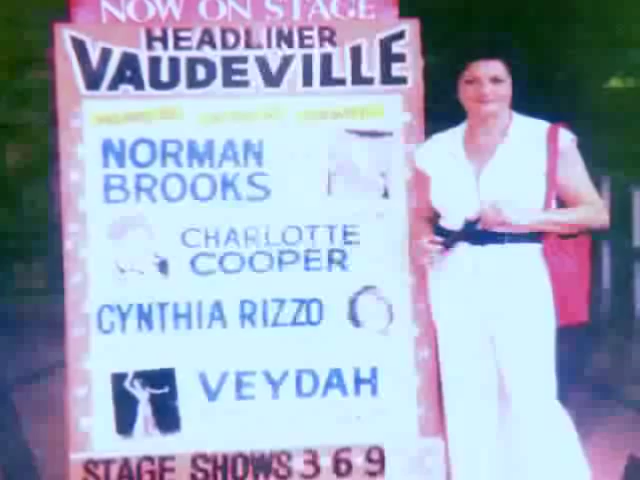 NOW ON STAGE
HEADLINER
VAUDEVILLE
NORMAN
BROOKS
CHARLOTTE
COOPER
CYNTHIA RIZZO
VEYDAH
STAGE SHOWS 3 6 9